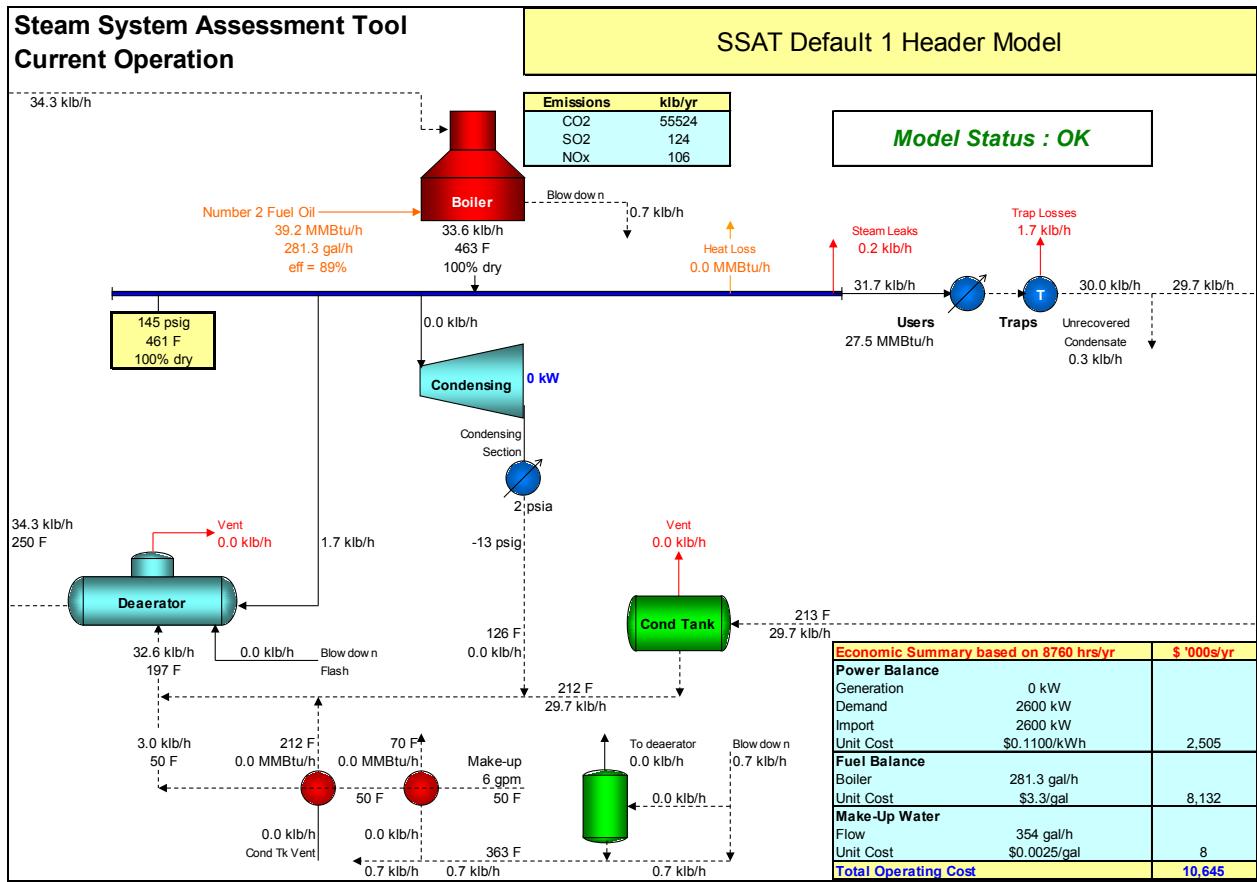 Steam System Assessment Tool
Current Operation
SSAT Default 1 Header Model
34.3 klb/h
Emissions klb/yr
CO2 55524
SO2 124
NOx 106
Model Status : OK
Boiler
Blowdown
0.7 klb/h
Number 2 Fuel Oil
39.2 MMBtu/h
281.3 gal/h
eff = 89%
33.6 klb/h
463 F
100% dry
Heat Loss
0.0 MMBtu/h
Steam Leaks
0.2 klb/h
Trap Losses
1.7 klb/h
145 psig
461 F
100% dry
0.0 klb/h
31.7 klb/h
T
30.0 klb/h
29.7 klb/h
Users
27.5 MMBtu/h
Traps
Unrecovered
Condensate
0.3 klb/h
Condensing
0 kW
Condensing
Section
2 psia
-13 psig
34.3 klb/h
250 F
Vent
0.0 klb/h
1.7 klb/h
Deaerator
Vent
0.0 klb/h
Cond Tank
213 F
29.7 klb/h
126 F
0.0 klb/h
32.6 klb/h
197 F
0.0 klb/h
Blowdown
Flash
212 F
29.7 klb/h
3.0 klb/h
50 F
212 F
0.0 MMBtu/h
70 F
0.0 MMBtu/h
Make-up
6 gpm
50 F
50 F
To deaerator
0.0 klb/h
Blowdown
0.7 klb/h
0.0 klb/h
0.0 klb/h
Cond Tk Vent
0.0 klb/h
363 F
0.7 klb/h
0.7 klb/h
0.7 klb/h
Economic Summary based on 8760 hrs/yr $ '000s/yr
Power Balance
Generation 0 kW
Demand 2600 kW
Import 2600 kW
Unit Cost $0.1100/kWh 2,505
Fuel Balance
Boiler 281.3 gal/h
Unit Cost $3.3/gal 8,132
Make-Up Water
Flow 354 gal/h
Unit Cost $0.0025/gal 8
Total Operating Cost 10,645